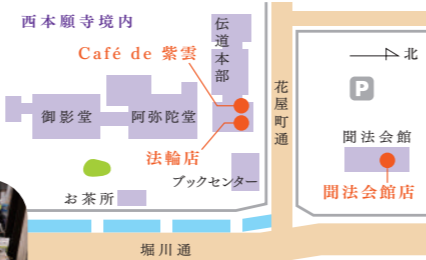 西本願寺境内
伝道本部
Café de 紫雲
北
P
花屋町通
御影堂
阿弥陀堂
聞法会館
法輪店
ブックセンター
聞法会館店
お茶所
堀川通